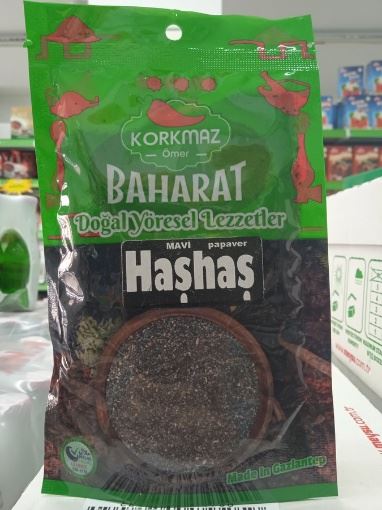 KORKMAZ
Ömer
BAHARAT
Doğal Yöresel Lezzetler
MAVİ papaver
Haşhaş
Made in Gaziantep